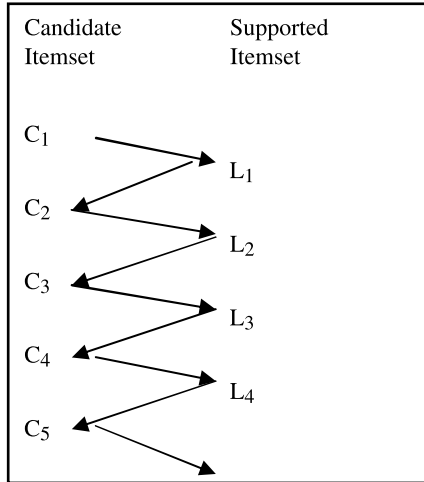 Candidate Itemset
Supported Itemset
C1
L1
C2
L2
C3
L3
C4
L4
C5